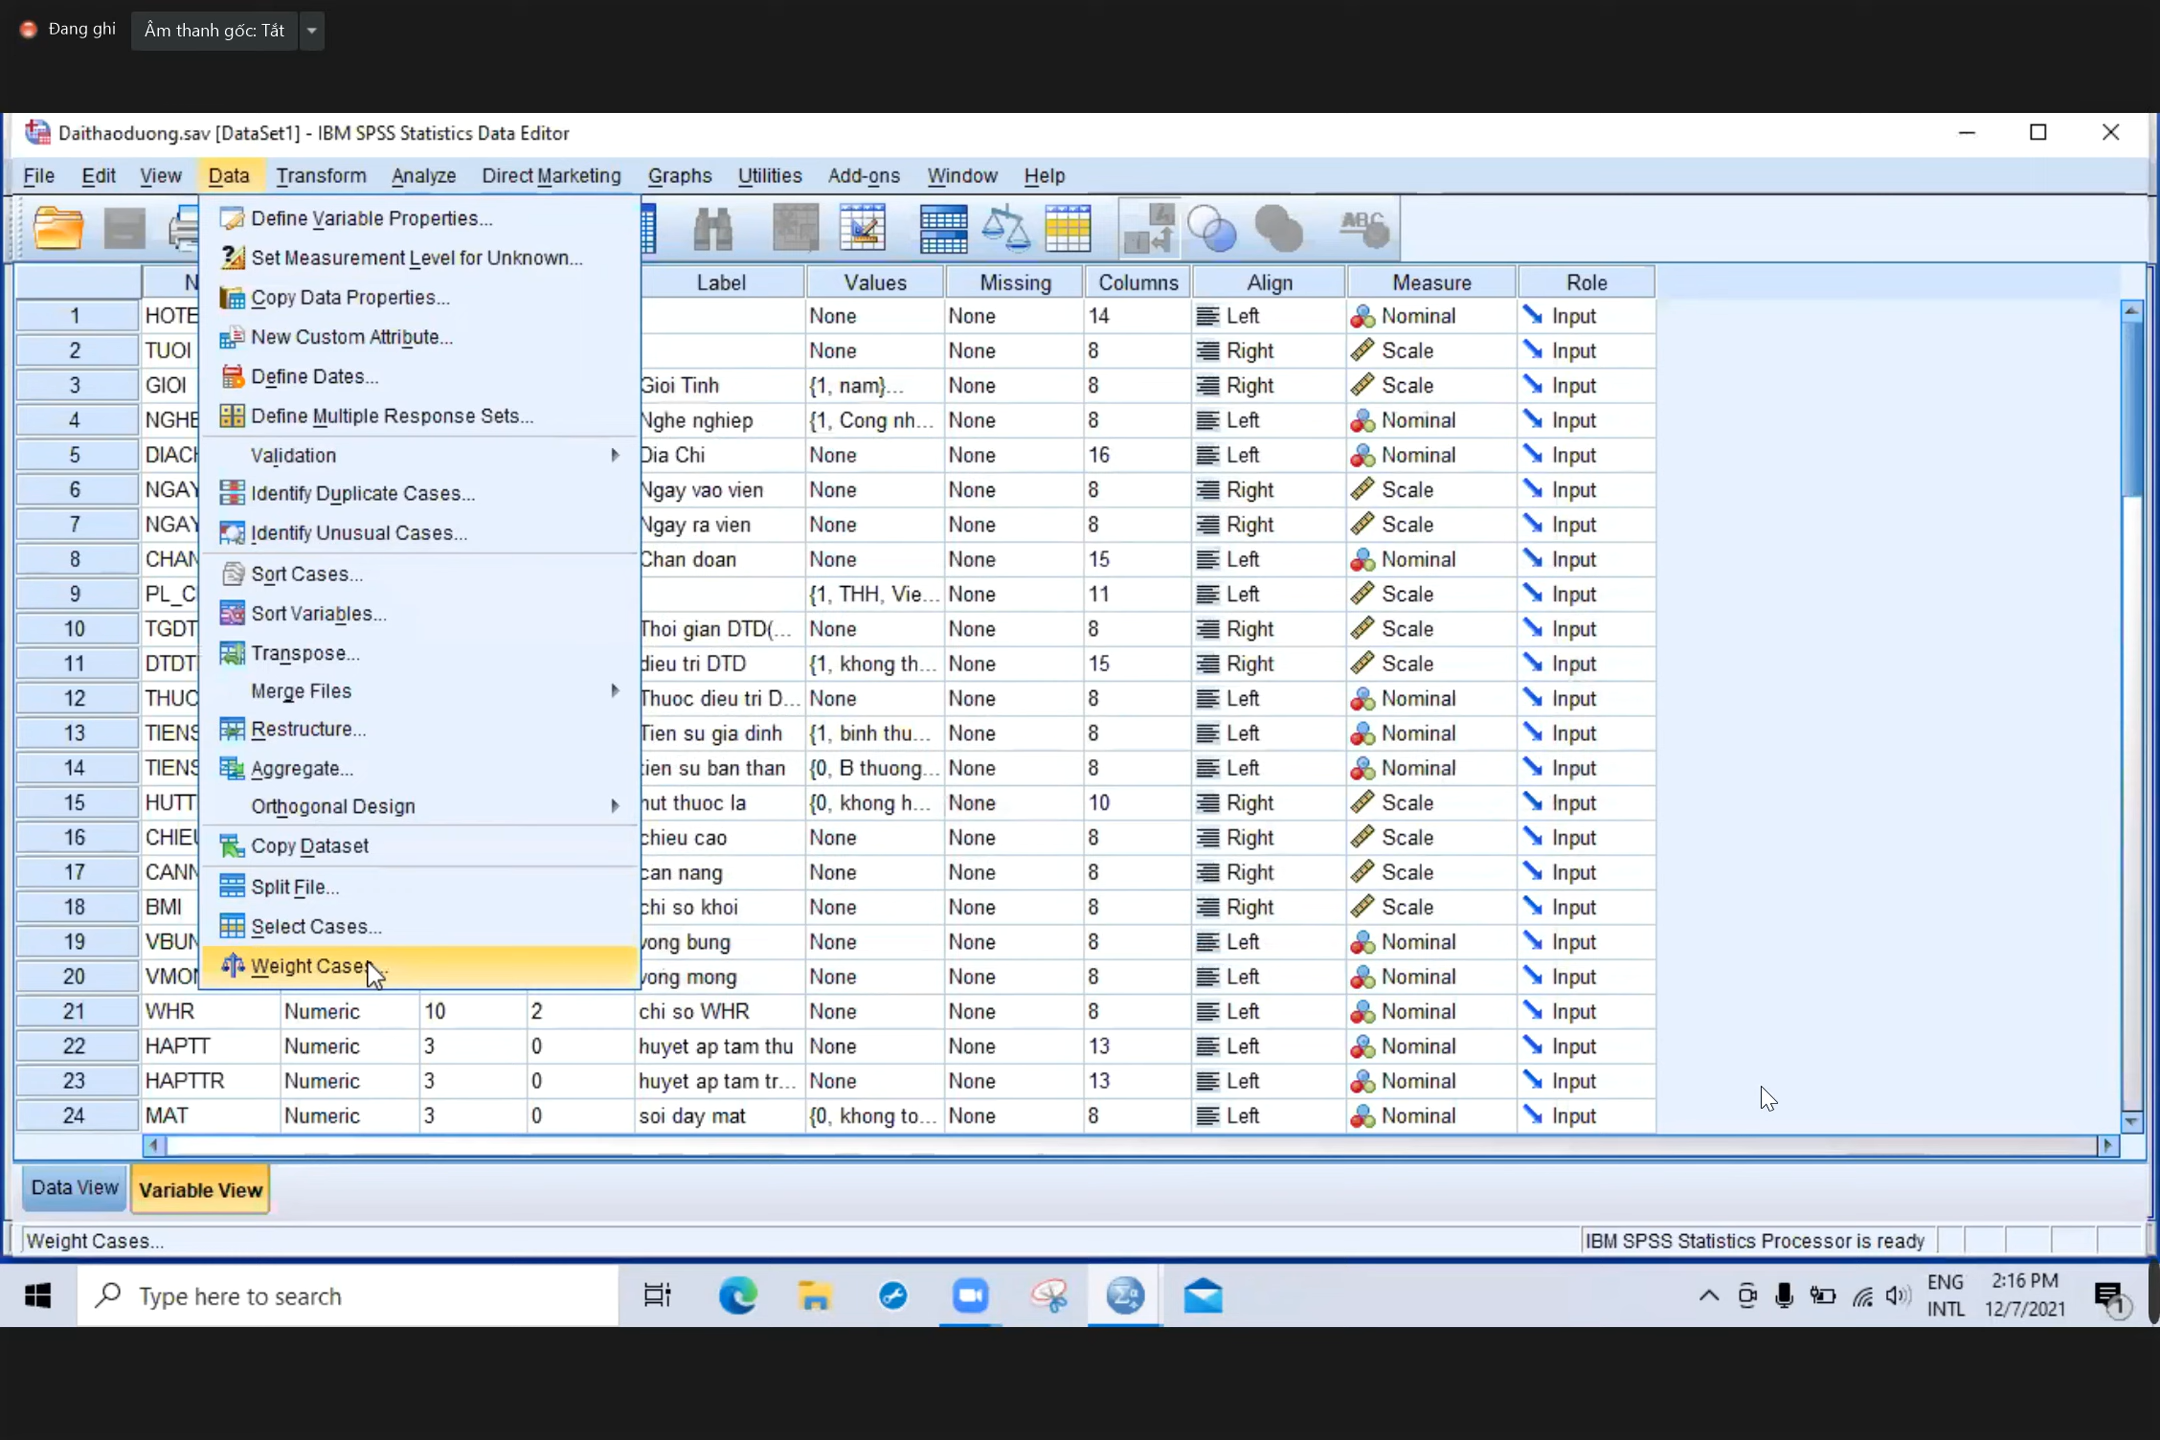 Đang ghi
Âm thanh gốc: Tắt
Daithaoduong.sav [DataSet1] - IBM SPSS Statistics Data Editor
File Edit View Data Transform Analyze Direct Marketing Graphs Utilities Add-ons Window Help
ABC
Define Variable Properties...
Set Measurement Level for Unknown...
Copy Data Properties...
New Custom Attribute...
Define Dates...
Define Multiple Response Sets...
Validation
Identify Duplicate Cases...
Identify Unusual Cases...
Sort Cases...
Sort Variables...
Transpose...
Merge Files
Restructure...
Aggregate...
Orthogonal Design
Copy Dataset
Split File...
Select Cases...
Weight Cases...
N Label Values Missing Columns Align Measure Role
1 HOTE None None 14 Left Nominal Input
2 TUOI None None 8 Right Scale Input
3 GIOI Gioi Tinh {1, nam}... None 8 Right Scale Input
4 NGHE Nghe nghiep {1, Cong nh... None 8 Left Nominal Input
5 DIACH Dia Chi None None 16 Left Nominal Input
6 NGAY Ngay vao vien None None 8 Right Scale Input
7 NGAY Ngay ra vien None None 8 Right Scale Input
8 CHAN Chan doan None None 15 Left Nominal Input
9 PL_C {1, THH, Vie... None 11 Left Scale Input
10 TGDT Thoi gian DTD(... None None 8 Right Scale Input
11 DTDT dieu tri DTD {1, khong th... None 15 Right Scale Input
12 THUC Thuoc dieu tri D... None None 8 Left Nominal Input
13 TIENS Tien su gia dinh {1, binh thu... None 8 Left Nominal Input
14 TIENS tien su ban than {0, B thuong... None 8 Left Nominal Input
15 HUTT hut thuoc la {0, khong h... None 10 Right Scale Input
16 CHIEU chieu cao None None 8 Right Scale Input
17 CANN can nang None None 8 Right Scale Input
18 BMI chi so khoi None None 8 Right Scale Input
19 VBUN vong bung None None 8 Left Nominal Input
20 VMON vong mong None None 8 Left Nominal Input
21 WHR Numeric 10 2 chi so WHR None None 8 Left Nominal Input
22 HAPTT Numeric 3 0 huyet ap tam thu None None 13 Left Nominal Input
23 HAPTTR Numeric 3 0 huyet ap tam tr... None None 13 Left Nominal Input
24 MAT Numeric 3 0 soi day mat {0, khong to... None 8 Left Nominal Input
Data View Variable View
Weight Cases... IBM SPSS Statistics Processor is ready
Type here to search
ENG 2:16 PM
INTL 12/7/2021
1